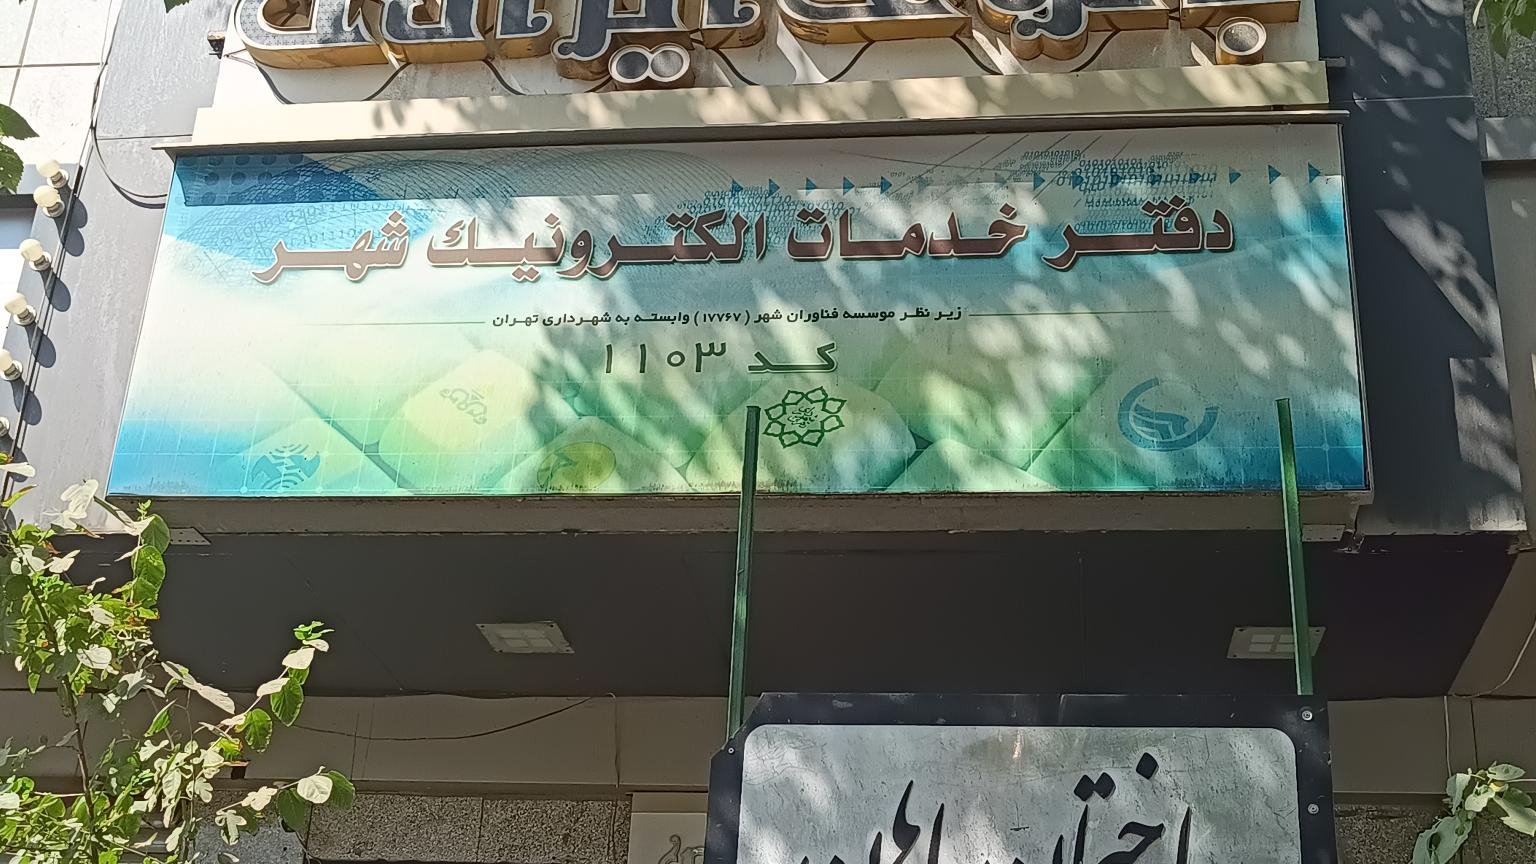 دفتر خدمات الکترونیک شهر
زیر نظر موسسه فناوران شهر (۱۷۷۶۷) وابسته به شهرداری تهران
کد ۱۱۰۳